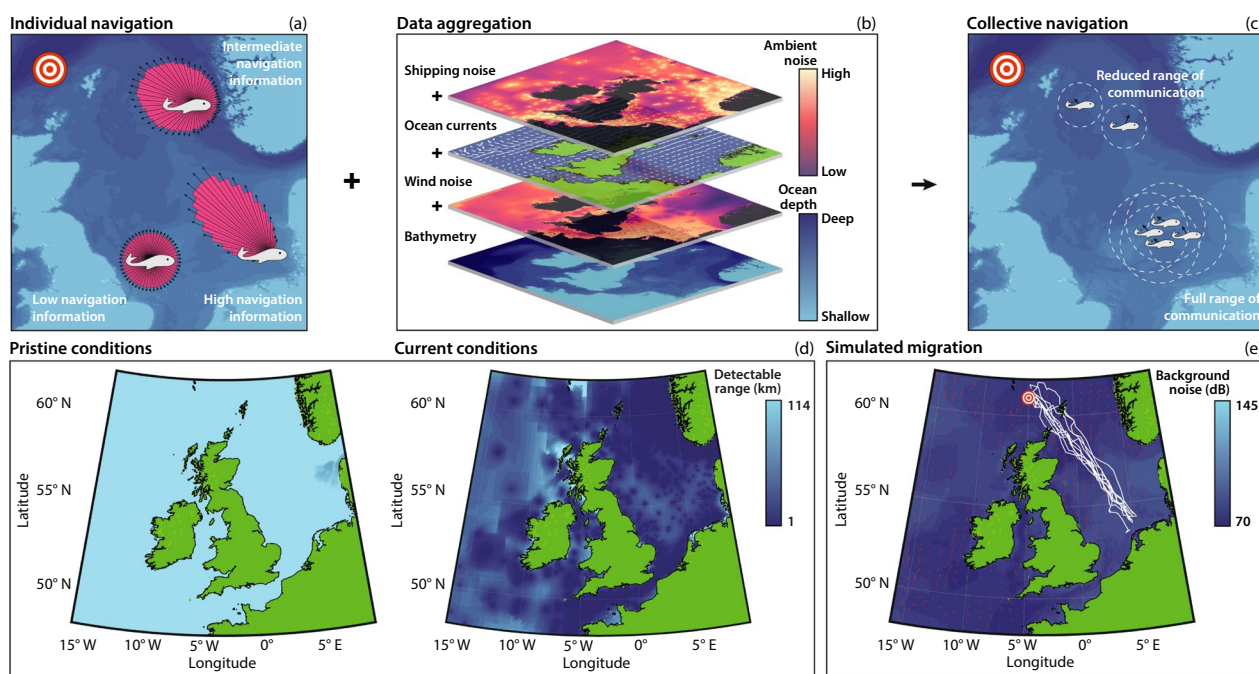 Individual navigation (a)
Intermediate
navigation
information
Low navigation
information
High navigation
information
+
Data aggregation (b)
Shipping noise
+
Ocean currents
+
Wind noise
+
Bathymetry
Ambient
noise
High
Low
Ocean
depth
Deep
Shallow
Collective navigation (c)
Reduced range of
communication
Full range of
communication
Pristine conditions
60° N
55° N
50° N
Latitude
15° W 10° W 5° W 0° 5° E
Longitude
Current conditions (d)
Detectable
range (km)
114
1
60° N
55° N
50° N
Latitude
15° W 10° W 5° W 0° 5° E
Longitude
Simulated migration (e)
Background
noise (dB)
145
70
60° N
55° N
50° N
Latitude
15° W 10° W 5° W 0° 5° E
Longitude